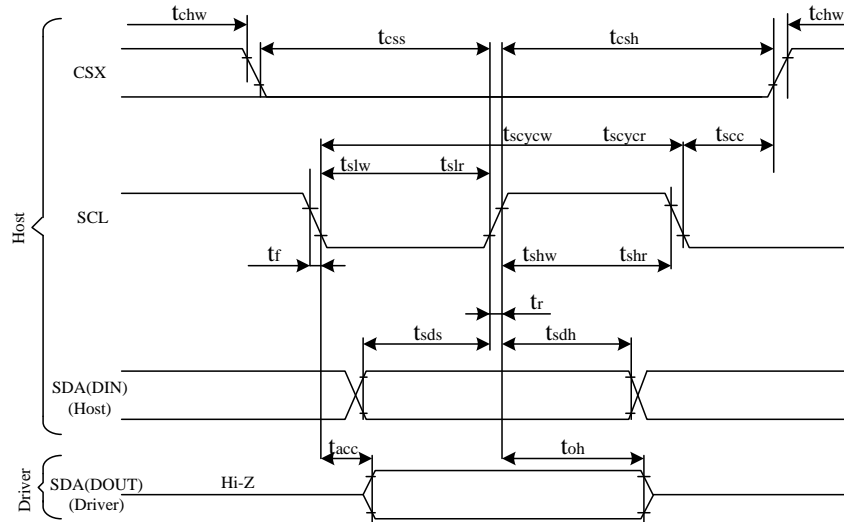 tchw
tcss
tcsh
tchw
CSX
tscycw
tscycr
tscc
tslw
tslr
Host
SCL
tf
tshw
tshr
tr
tsds
tsdh
SDA(DIN)
(Host)
tacc
toh
Driver
SDA(DOUT)
(Driver)
Hi-Z